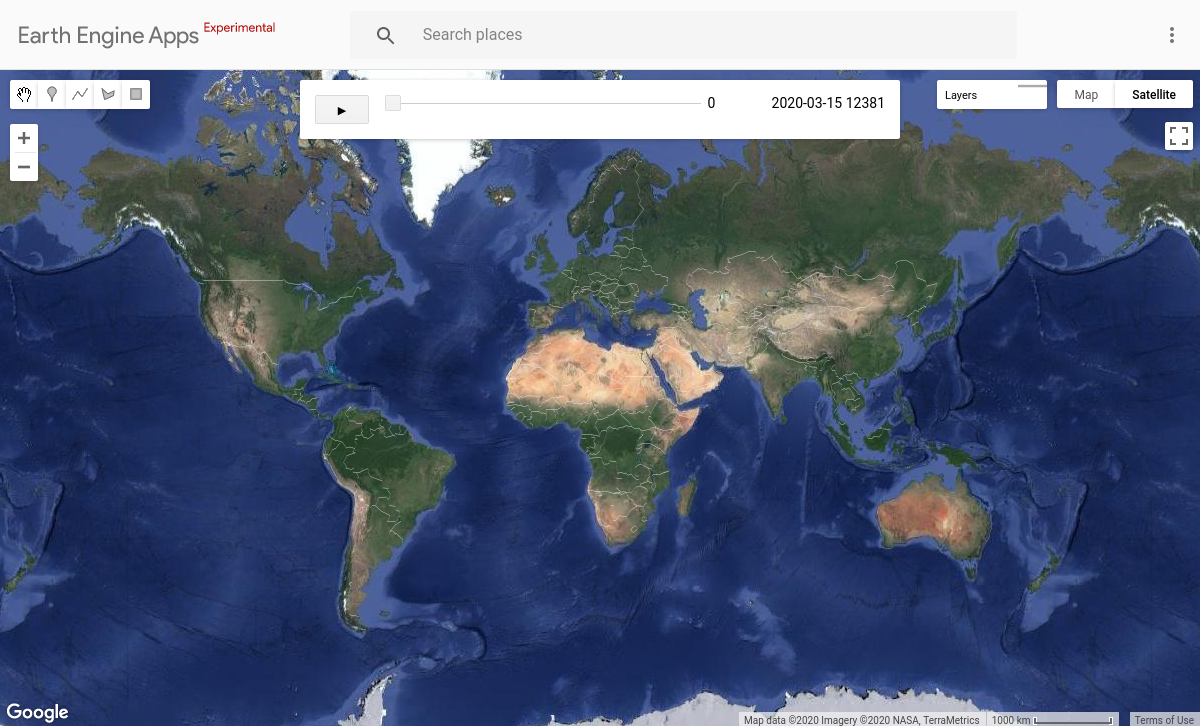 Earth Engine Apps Experimental
Search places
0
2020-03-15 12381
Layers
Map
Satellite
Google
Map data ©2020 Imagery ©2020 NASA, TerraMetrics
1000 km
Terms of Use